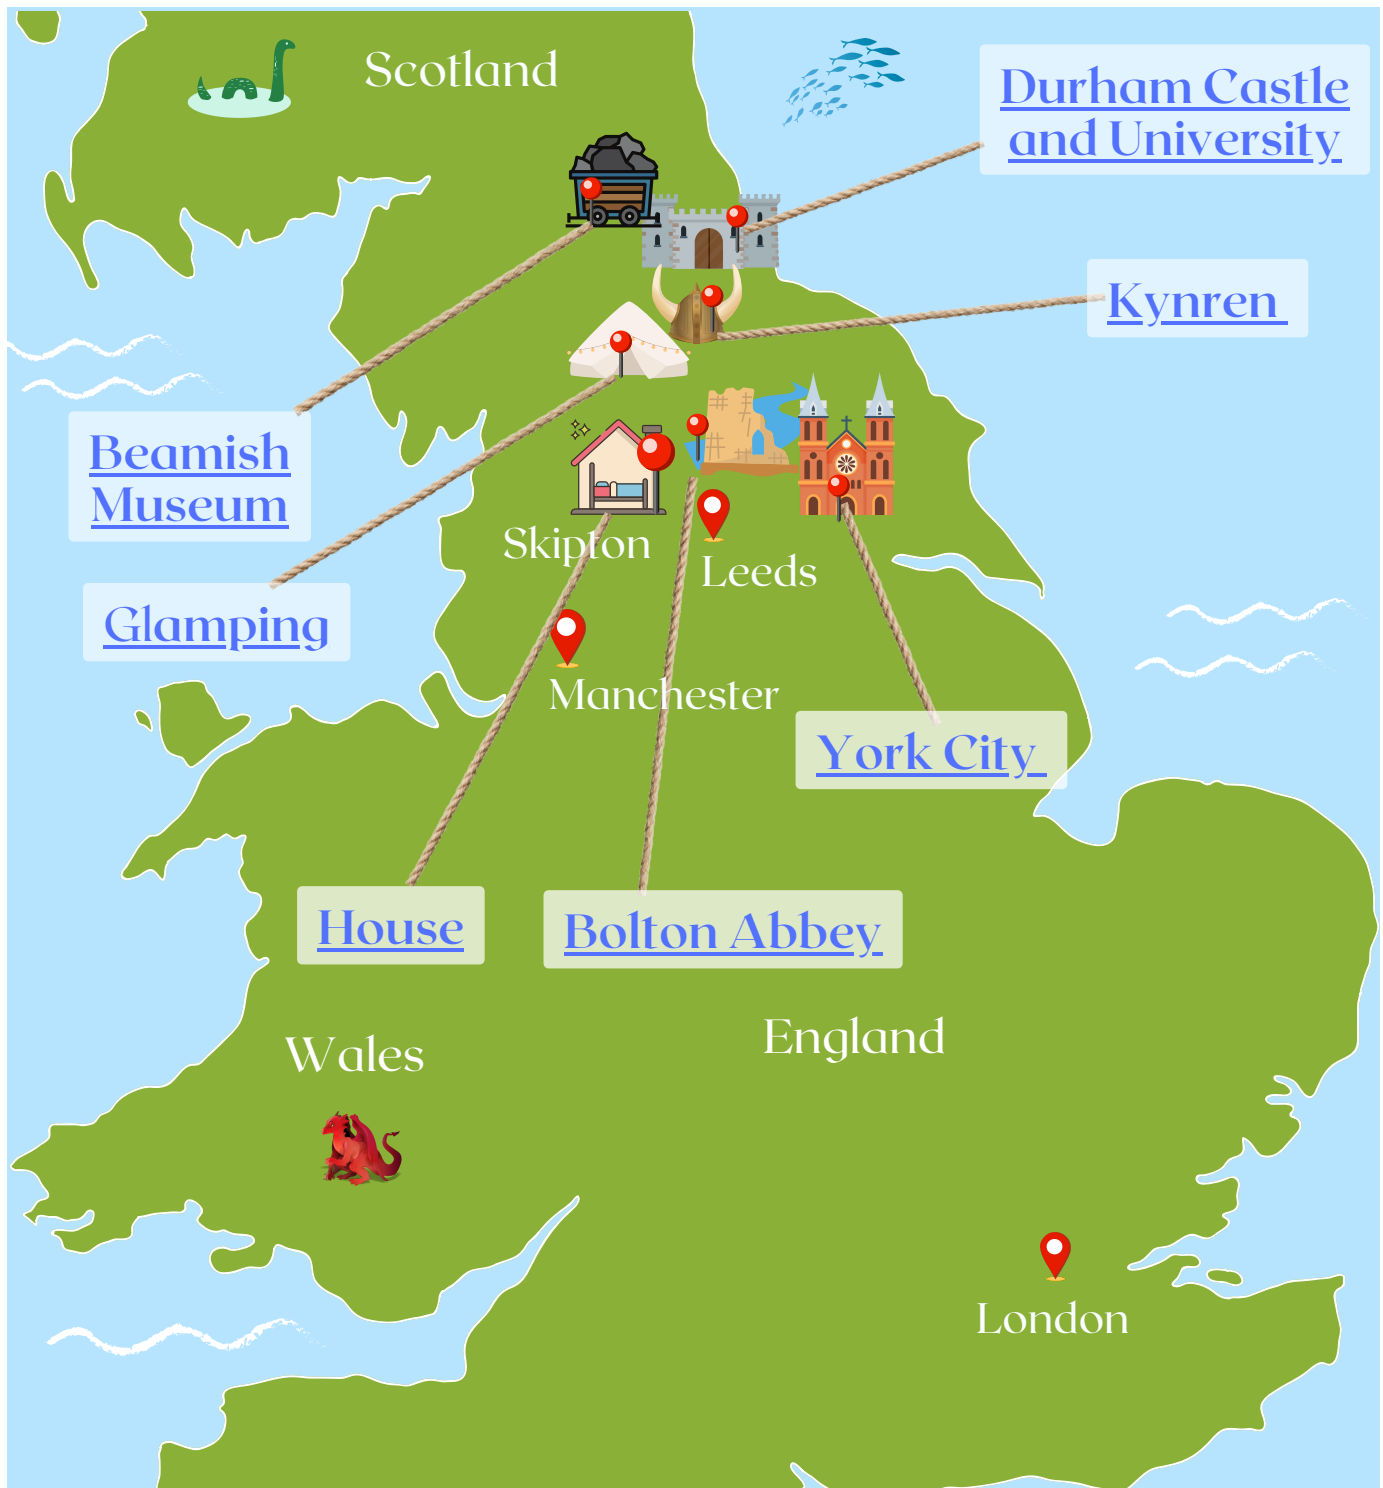 Scotland
Durham Castle
and University
Kynren
Beamish
Museum
Skipton
Leeds
Glamping
Manchester
York City
House
Bolton Abbey
England
Wales
London